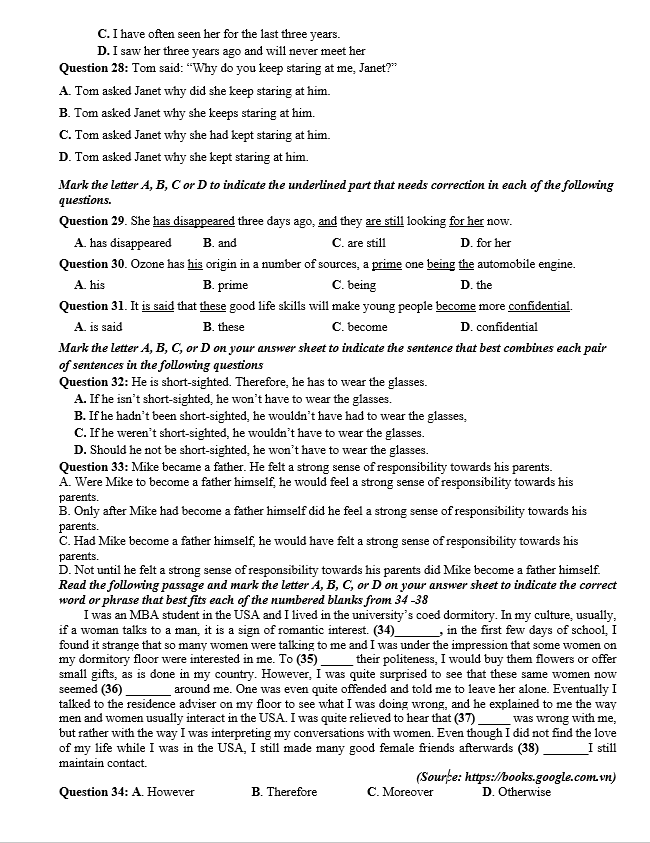 C. I have often seen her for the last three years.
D. I saw her three years ago and will never meet her
Question 28: Tom said: “Why do you keep staring at me, Janet?”
A. Tom asked Janet why did she keep staring at him.
B. Tom asked Janet why she keeps staring at him.
C. Tom asked Janet why she had kept staring at him.
D. Tom asked Janet why she kept staring at him.
Mark the letter A, B, C or D to indicate the underlined part that needs correction in each of the following
questions.
Question 29. She has disappeared three days ago, and they are still looking for her now.
A. has disappeared B. and C. are still D. for her
Question 30. Ozone has his origin in a number of sources, a prime one being the automobile engine.
A. his B. prime C. being D. the
Question 31. It is said that these good life skills will make young people become more confidential.
A. is said B. these C. become D. confidential
Mark the letter A, B, C, or D on your answer sheet to indicate the sentence that best combines each pair
of sentences in the following questions
Question 32: He is short-sighted. Therefore, he has to wear the glasses.
A. If he isn’t short-sighted, he won’t have to wear the glasses.
B. If he hadn’t been short-sighted, he wouldn’t have had to wear the glasses,
C. If he weren’t short-sighted, he wouldn’t have to wear the glasses.
D. Should he not be short-sighted, he won’t have to wear the glasses.
Question 33: Mike became a father. He felt a strong sense of responsibility towards his parents.
A. Were Mike to become a father himself, he would feel a strong sense of responsibility towards his
parents.
B. Only after Mike had become a father himself did he feel a strong sense of responsibility towards his
parents.
C. Had Mike become a father himself, he would have felt a strong sense of responsibility towards his
parents.
D. Not until he felt a strong sense of responsibility towards his parents did Mike become a father himself.
Read the following passage and mark the letter A, B, C, or D on your answer sheet to indicate the correct
word or phrase that best fits each of the numbered blanks from 34 -38
I was an MBA student in the USA and I lived in the university’s coed dormitory. In my culture, usually,
if a woman talks to a man, it is a sign of romantic interest. (34)_______, in the first few days of school, I
found it strange that so many women were talking to me and I was under the impression that some women on
my dormitory floor were interested in me. To (35) _____ their politeness, I would buy them flowers or offer
small gifts, as is done in my country. However, I was quite surprised to see that these same women now
seemed (36) _______ around me. One was even quite offended and told me to leave her alone. Eventually I
talked to the residence adviser on my floor to see what I was doing wrong, and he explained to me the way
men and women usually interact in the USA. I was quite relieved to hear that (37) _____ was wrong with me,
but rather with the way I was interpreting my conversations with women. Even though I did not find the love
of my life while I was in the USA, I still made many good female friends afterwards (38) _______I still
maintain contact.
(Source: https://books.google.com.vn)
Question 34: A. However B. Therefore C. Moreover D. Otherwise